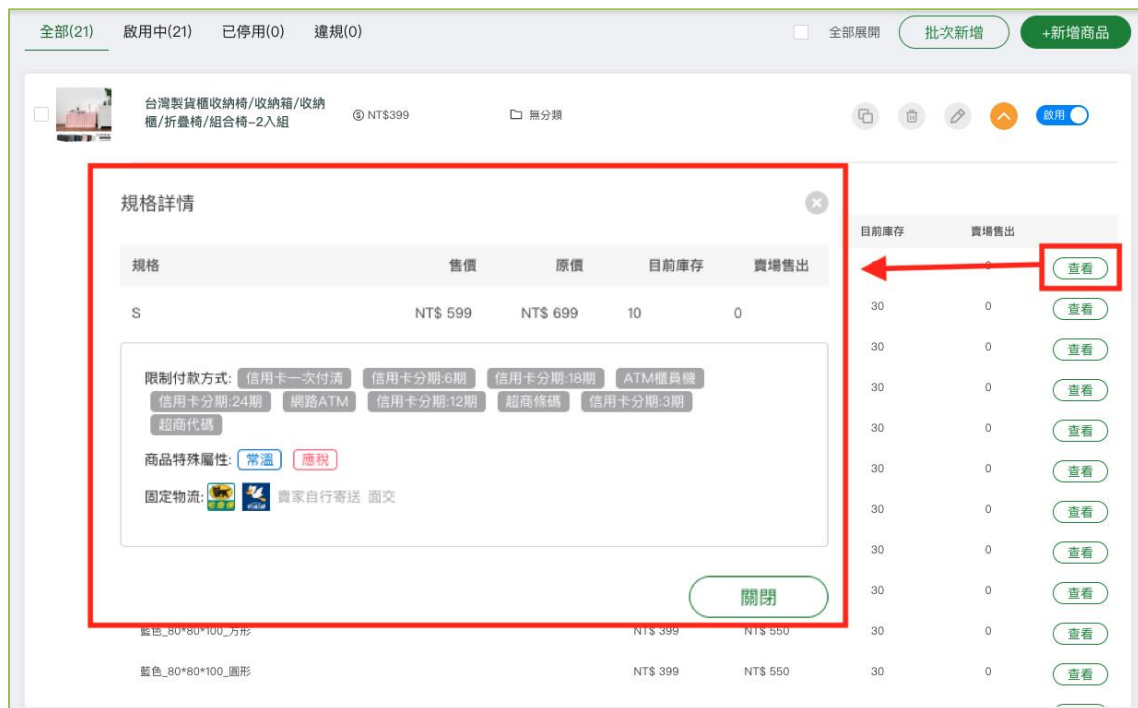 全部(21) 啟用中(21) 已停用(0) 違規(0) 全部展開 批次新增 +新增商品
台灣製貨櫃收納椅/收納箱/收納
櫃/折疊椅/組合椅-2入組
NT$399 無分類 啟用
規格詳情
目前庫存 賣場售出
規格 售價 原價 目前庫存 賣場售出
查看
S NT$ 599 NT$ 699 10 0
30 0 查看
30 0 查看
限制付款方式: 信用卡一次付清 信用卡分期:6期 信用卡分期:18期 ATM櫃員機
信用卡分期:24期 網路ATM 信用卡分期:12期 超商條碼 信用卡分期:3期
超商代碼
30 0 查看
30 0 查看
商品特殊屬性: 常溫 應稅
30 0 查看
固定物流: 賣家自行寄送 面交
30 0 查看
30 0 查看
30 0 查看
關閉
藍色_80*80*100_方形 NT$ 399 NT$ 550 30 0 查看
藍色_80*80*100_圓形 NT$ 399 NT$ 550 30 0 查看